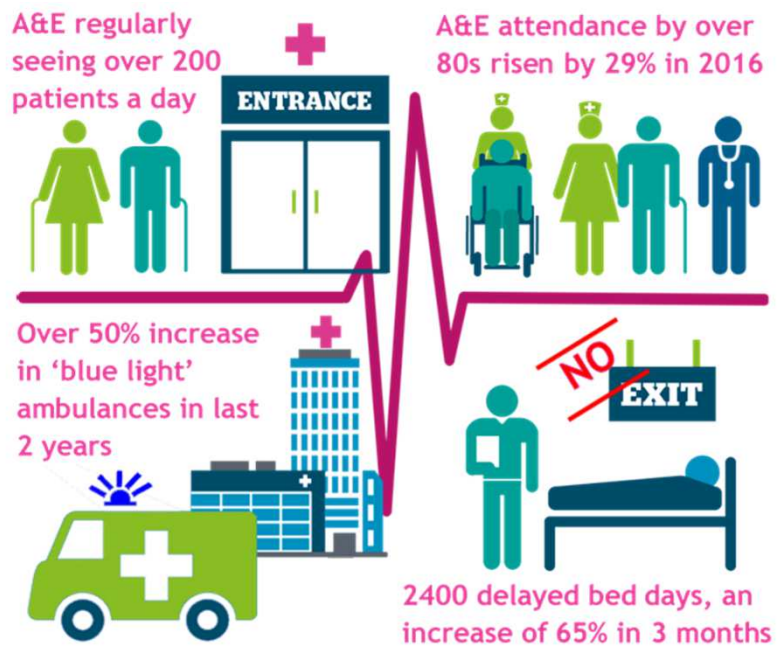 A&E regularly
seeing over 200
patients a day
ENTRANCE
A&E attendance by over
80s risen by 29% in 2016
Over 50% increase
in ‘blue light’
ambulances in last
2 years
NO
EXIT
2400 delayed bed days, an
increase of 65% in 3 months